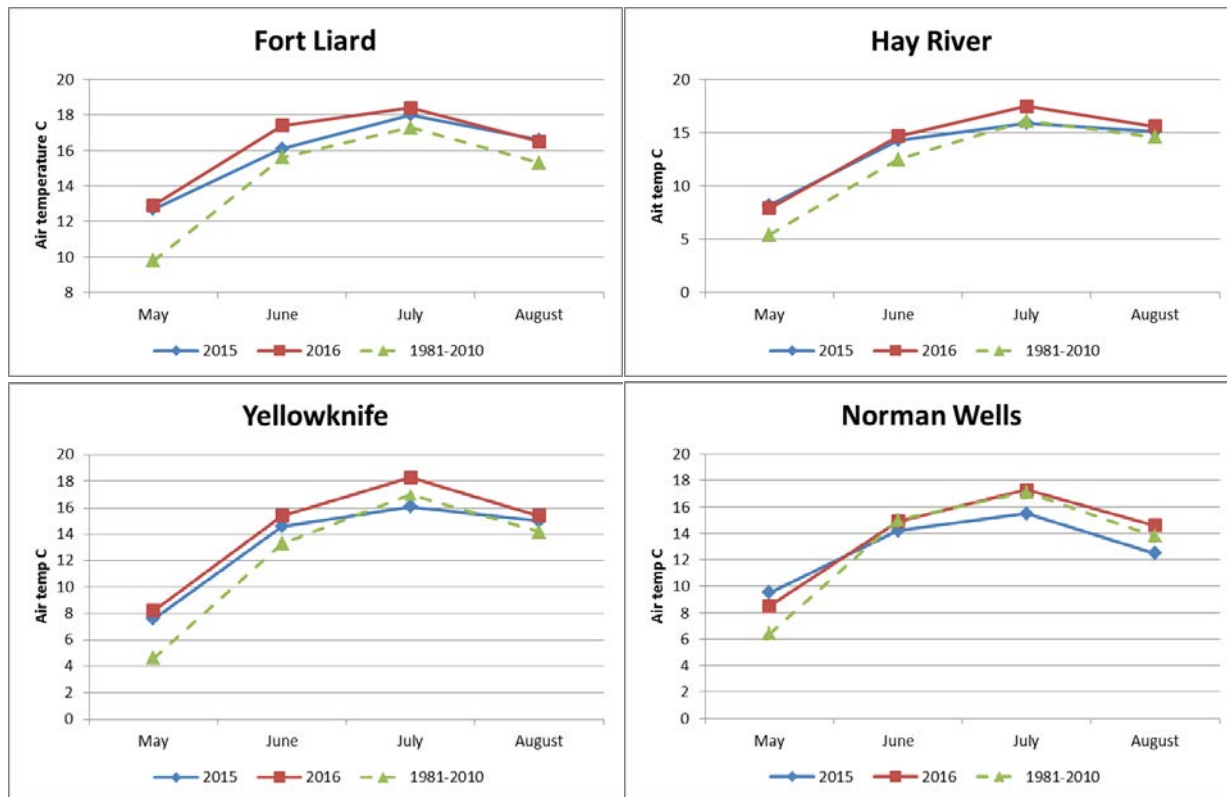 Fort Liard
Air temperature C
20
18
16
14
12
10
8
May June July August
2015 2016 1981-2010
Hay River
Ait temp C
20
15
10
5
0
May June July August
2015 2016 1981-2010
Yellowknife
Air temp C
20
18
16
14
12
10
8
6
4
2
0
May June July August
2015 2016 1981-2010
Norman Wells
Air temp C
20
18
16
14
12
10
8
6
4
2
0
May June July August
2015 2016 1981-2010